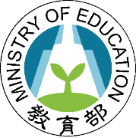 MINISTRY OF EDUCATION
教育部